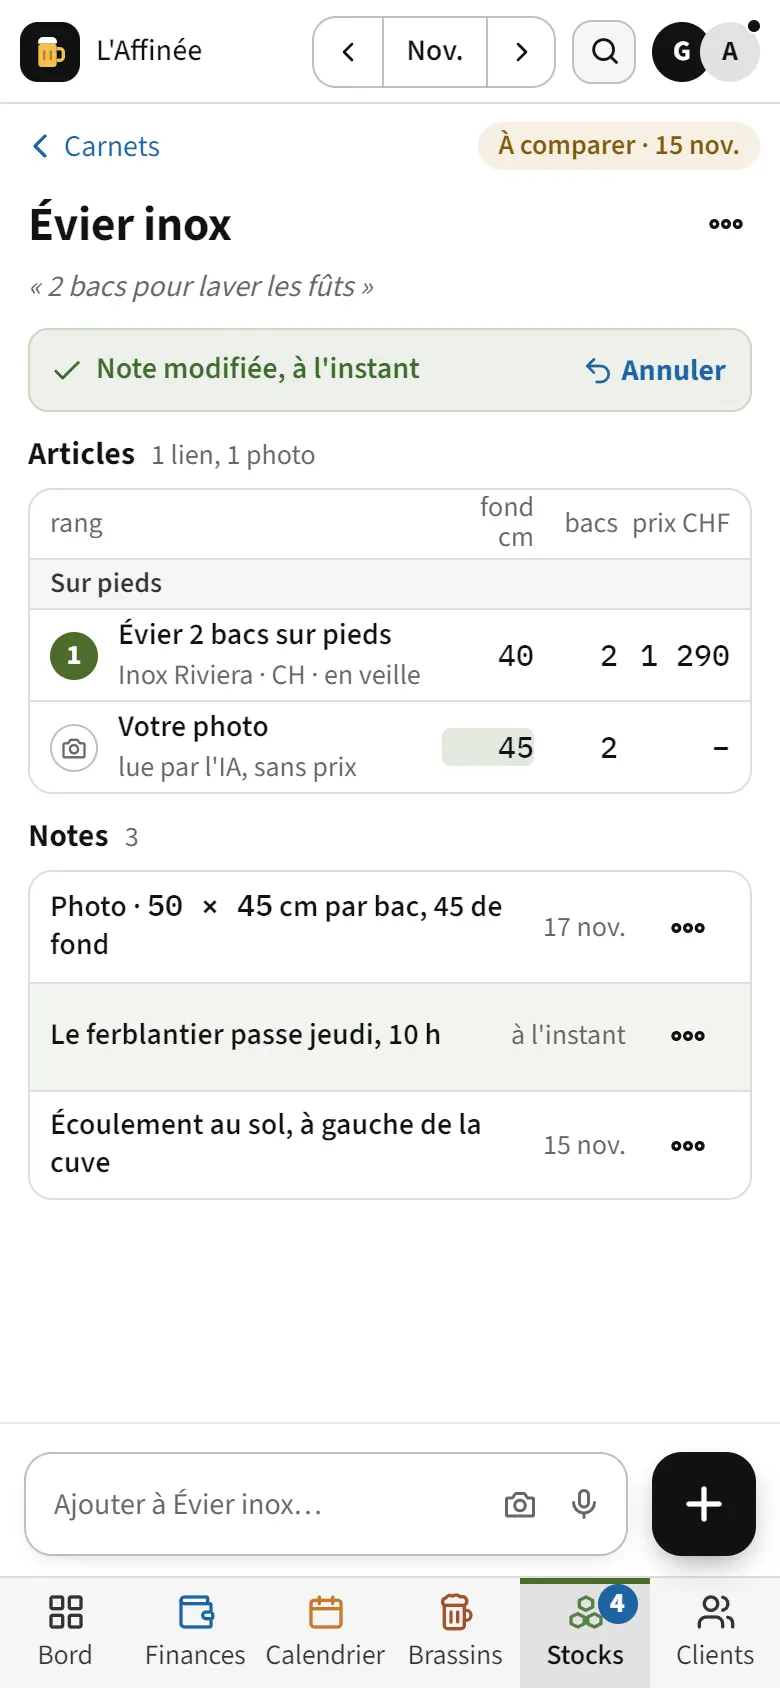 L'Affinée
Nov.
G
A
Carnets
À comparer · 15 nov.
Évier inox
« 2 bacs pour laver les fûts »
Note modifiée, à l'instant
Annuler
Articles 1 lien, 1 photo
rang fond cm bacs prix CHF
Sur pieds
1 Évier 2 bacs sur pieds 40 2 1 290
Inox Riviera · CH · en veille
Votre photo 45 2 –
lue par l'IA, sans prix
Notes 3
Photo · 50 × 45 cm par bac, 45 de
fond
17 nov.
Le ferblantier passe jeudi, 10 h à l'instant
Écoulement au sol, à gauche de la
cuve
15 nov.
Ajouter à Évier inox…
Bord
Finances
Calendrier
Brassins
4
Stocks
Clients